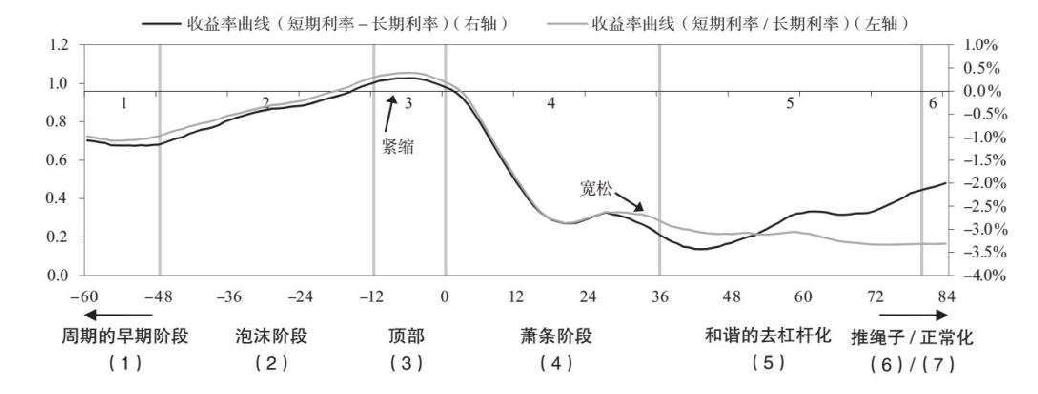 收益率曲线（短期利率－长期利率）（右轴） 收益率曲线（短期利率/长期利率）（左轴）
1.2 1.0%
0.5%
1.0 0.0%
1 2 3 4 5 6
0.8 -0.5%
-1.0%
紧缩
0.6 -1.5%
宽松
0.4 -2.0%
-2.5%
0.2 -3.0%
-3.5%
0.0 -4.0%
-60 -48 -36 -24 -12 0 12 24 36 48 60 72 84
周期的早期阶段 泡沫阶段 顶部 萧条阶段 和谐的去杠杆化 推绳子/正常化
（1） （2） （3） （4） （5） （6）/（7）